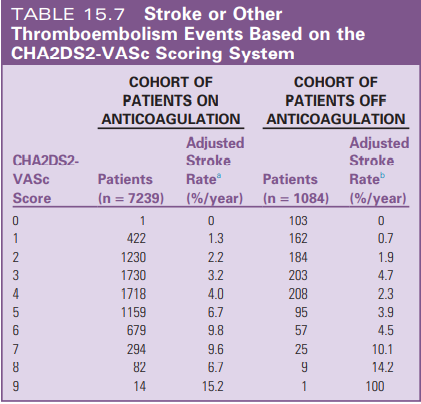 TABLE 15.7 Stroke or Other
Thromboembolism Events Based on the
CHA2DS2-VASc Scoring System
COHORT OF PATIENTS ON ANTICOAGULATION COHORT OF PATIENTS OFF ANTICOAGULATION
CHA2DS2-VASc Score Patients (n = 7239) Adjusted Stroke Rateᵃ (%/year) Patients (n = 1084) Adjusted Stroke Rateᵇ (%/year)
0 1 0 103 0
1 422 1.3 162 0.7
2 1230 2.2 184 1.9
3 1730 3.2 203 4.7
4 1718 4.0 208 2.3
5 1159 6.7 95 3.9
6 679 9.8 57 4.5
7 294 9.6 25 10.1
8 82 6.7 9 14.2
9 14 15.2 1 100